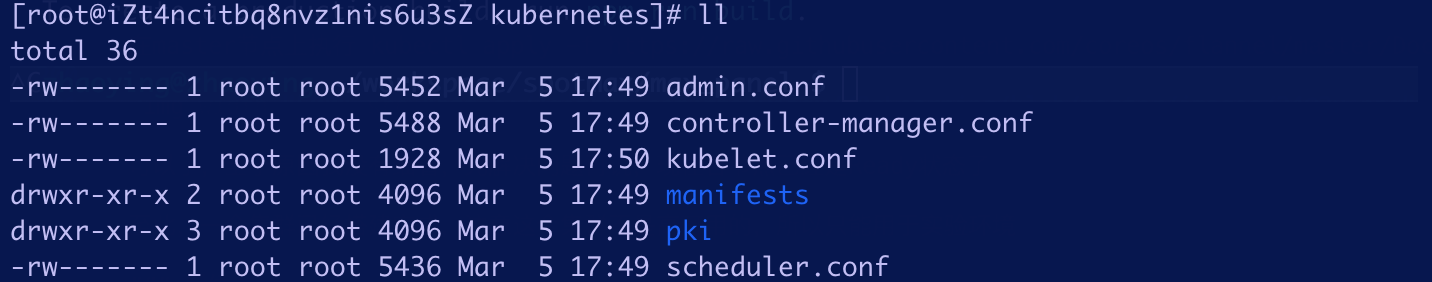 [root@iZt4ncitbq8nvz1nis6u3sZ kubernetes]# ll
total 36
-rw------- 1 root root 5452 Mar  5 17:49 admin.conf
-rw------- 1 root root 5488 Mar  5 17:49 controller-manager.conf
-rw------- 1 root root 1928 Mar  5 17:50 kubelet.conf
drwxr-xr-x 2 root root 4096 Mar  5 17:49 manifests
drwxr-xr-x 3 root root 4096 Mar  5 17:49 pki
-rw------- 1 root root 5436 Mar  5 17:49 scheduler.conf